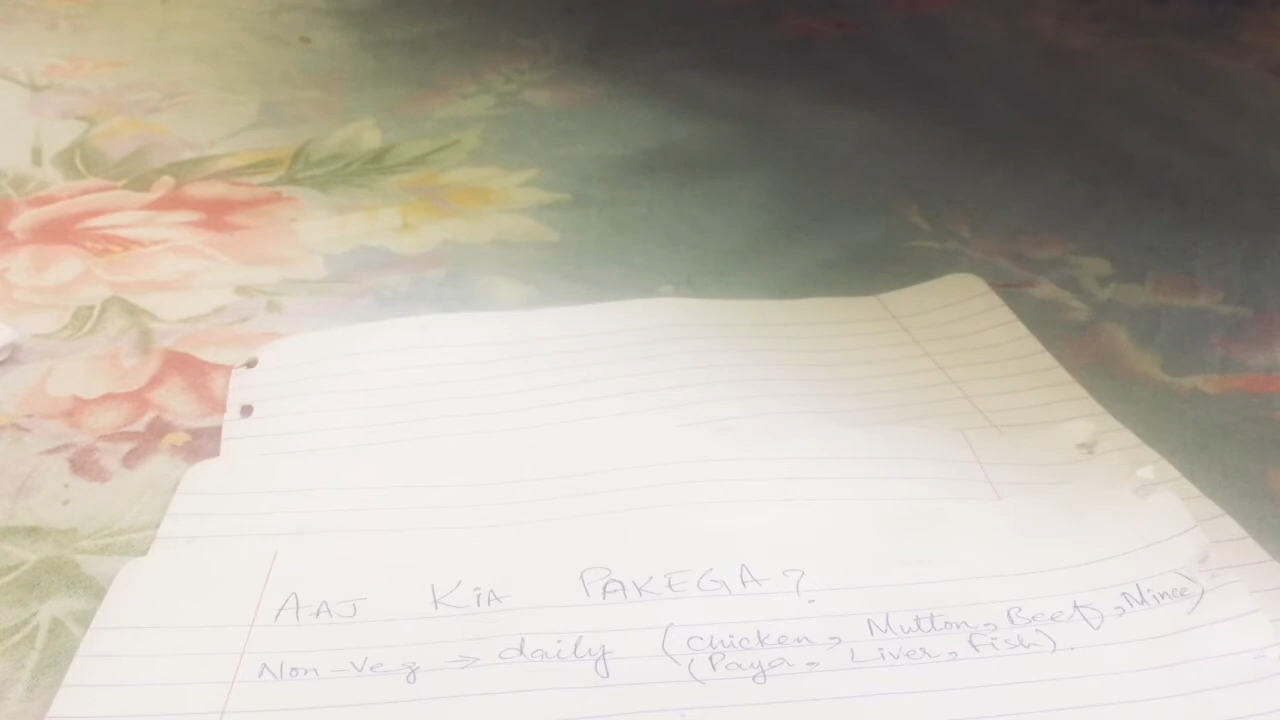 AAJ KiA PAKEGA?
Non-Veg → daily (Chicken, Mutton, Beef, Mince)
(Paya, Liver, Fish).